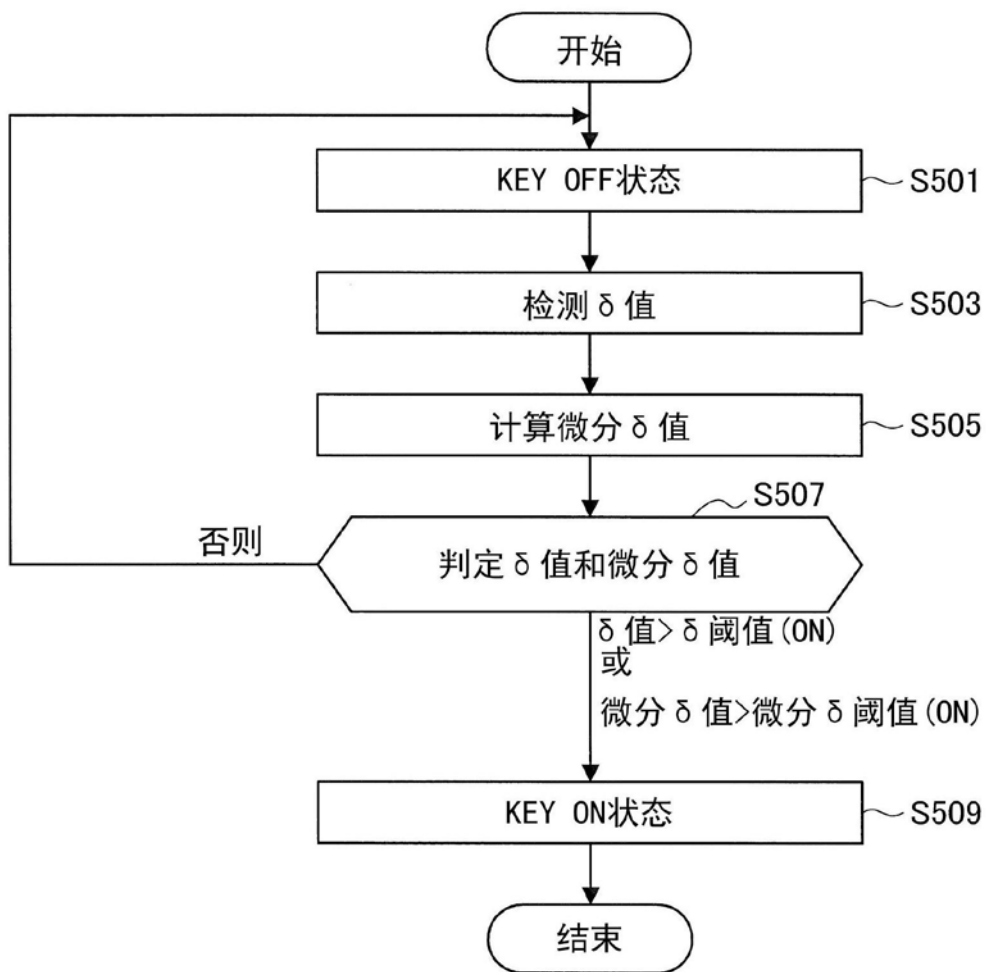 开始
KEY OFF状态
S501
检测δ值
S503
计算微分δ值
S505
S507
否则
判定δ值和微分δ值
δ值>δ阈值(ON)
或
微分δ值>微分δ阈值(ON)
KEY ON状态
S509
结束